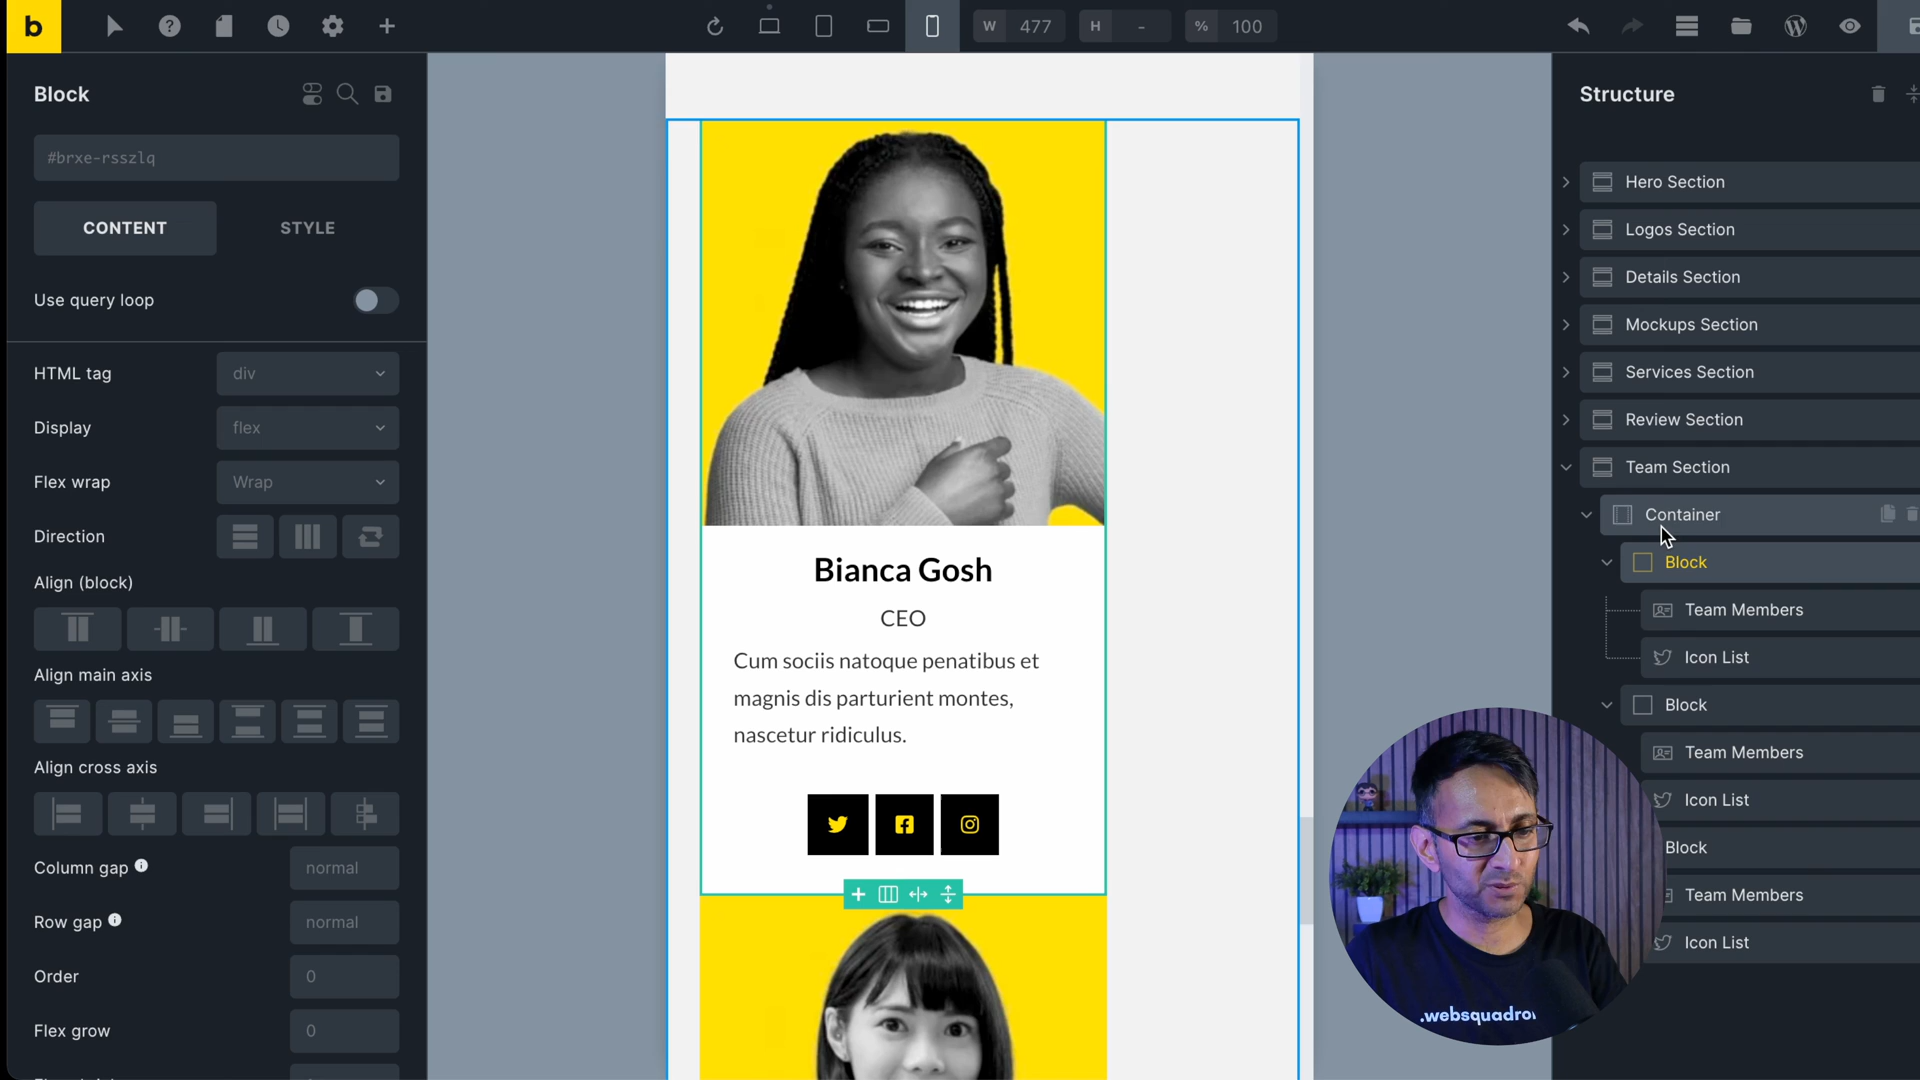 b
W 477 H - % 100
Block
#brxe-rsszlq
CONTENT STYLE
Use query loop
HTML tag div
Display flex
Flex wrap Wrap
Direction
Align (block)
Align main axis
Align cross axis
Column gap normal
Row gap normal
Order 0
Flex grow 0
Bianca Gosh
CEO
Cum sociis natoque penatibus et
magnis dis parturient montes,
nascetur ridiculus.
Structure
Hero Section
Logos Section
Details Section
Mockups Section
Services Section
Review Section
Team Section
Container
Block
Team Members
Icon List
Block
Team Members
Icon List
Block
Team Members
Icon List